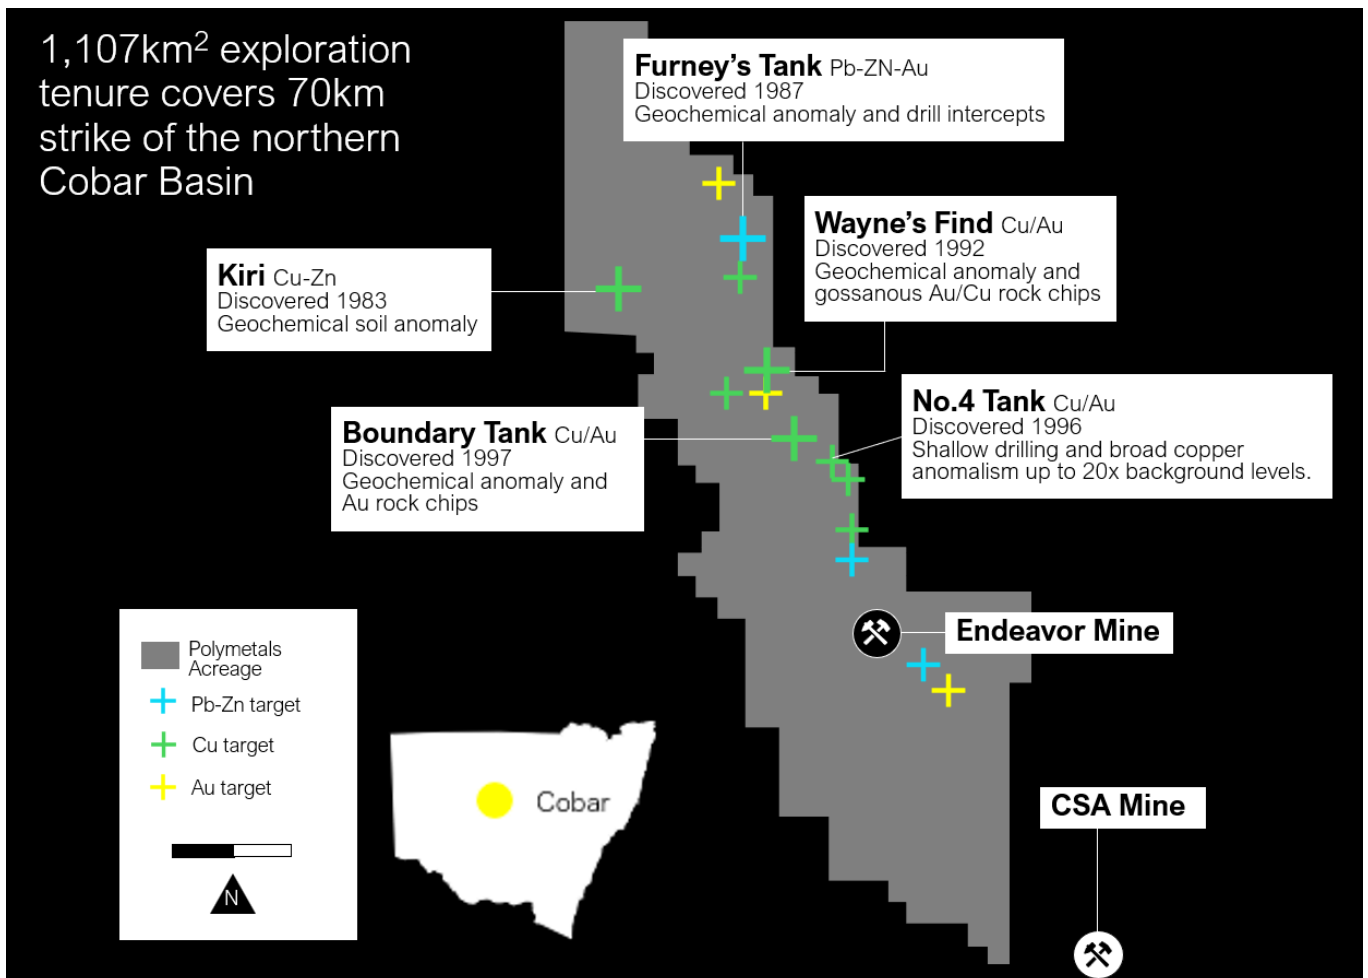 1,107km² exploration
tenure covers 70km
strike of the northern
Cobar Basin
Furney's Tank Pb-ZN-Au
Discovered 1987
Geochemical anomaly and drill intercepts
Wayne's Find Cu/Au
Discovered 1992
Geochemical anomaly and
gossanous Au/Cu rock chips
Kiri Cu-Zn
Discovered 1983
Geochemical soil anomaly
No.4 Tank Cu/Au
Discovered 1996
Shallow drilling and broad copper
anomalism up to 20x background levels.
Boundary Tank Cu/Au
Discovered 1997
Geochemical anomaly and
Au rock chips
Endeavor Mine
Polymetals
Acreage
Pb-Zn target
Cu target
Au target
N
Cobar
CSA Mine